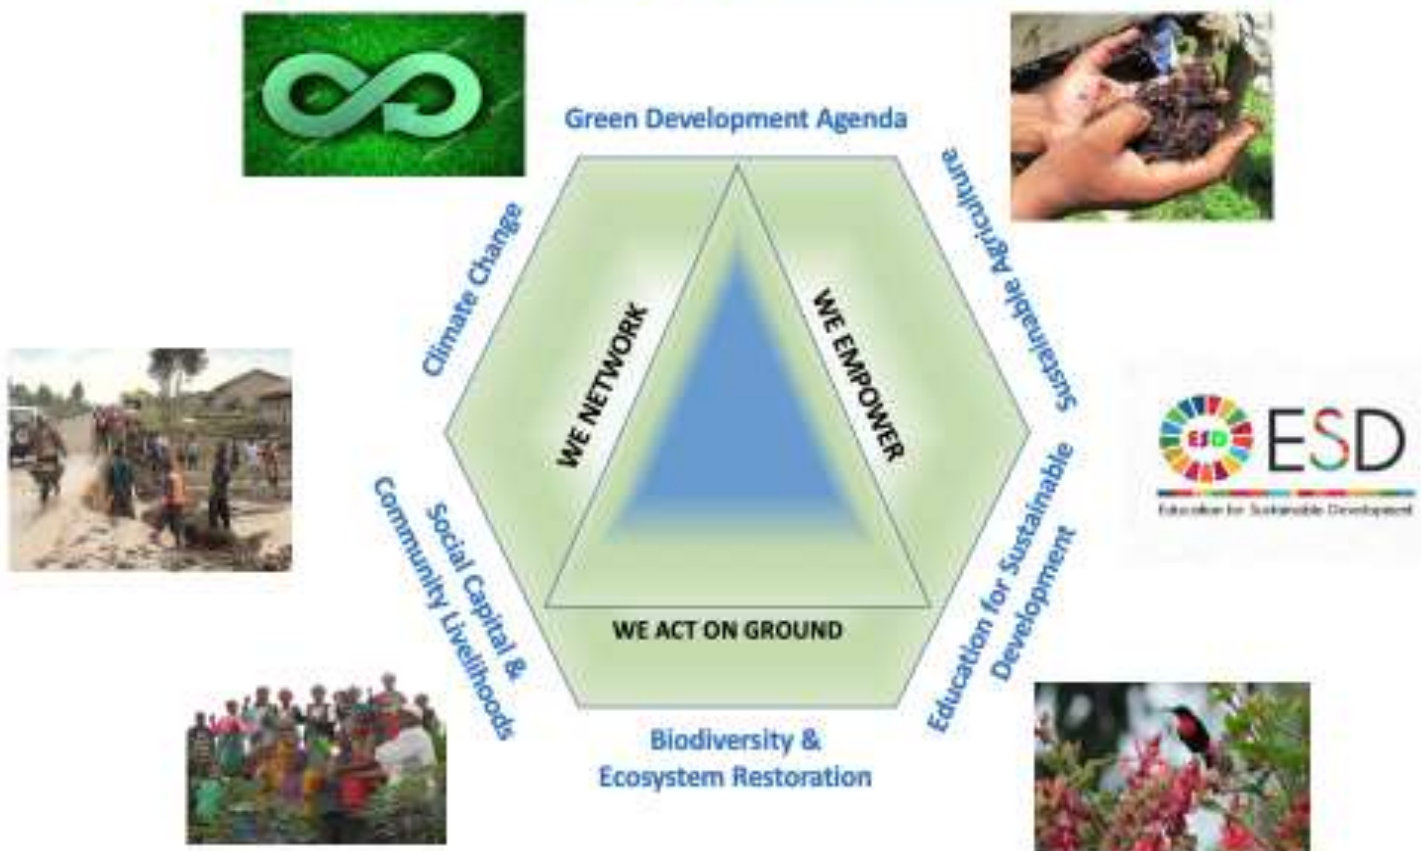 Green Development Agenda
Sustainable Agriculture
Climate Change
WE NETWORK
WE EMPOWER
ESD
ESD
Education for Sustainable Development
Education for Sustainable
Development
Social Capital &
Community Livelihoods
WE ACT ON GROUND
Biodiversity &
Ecosystem Restoration